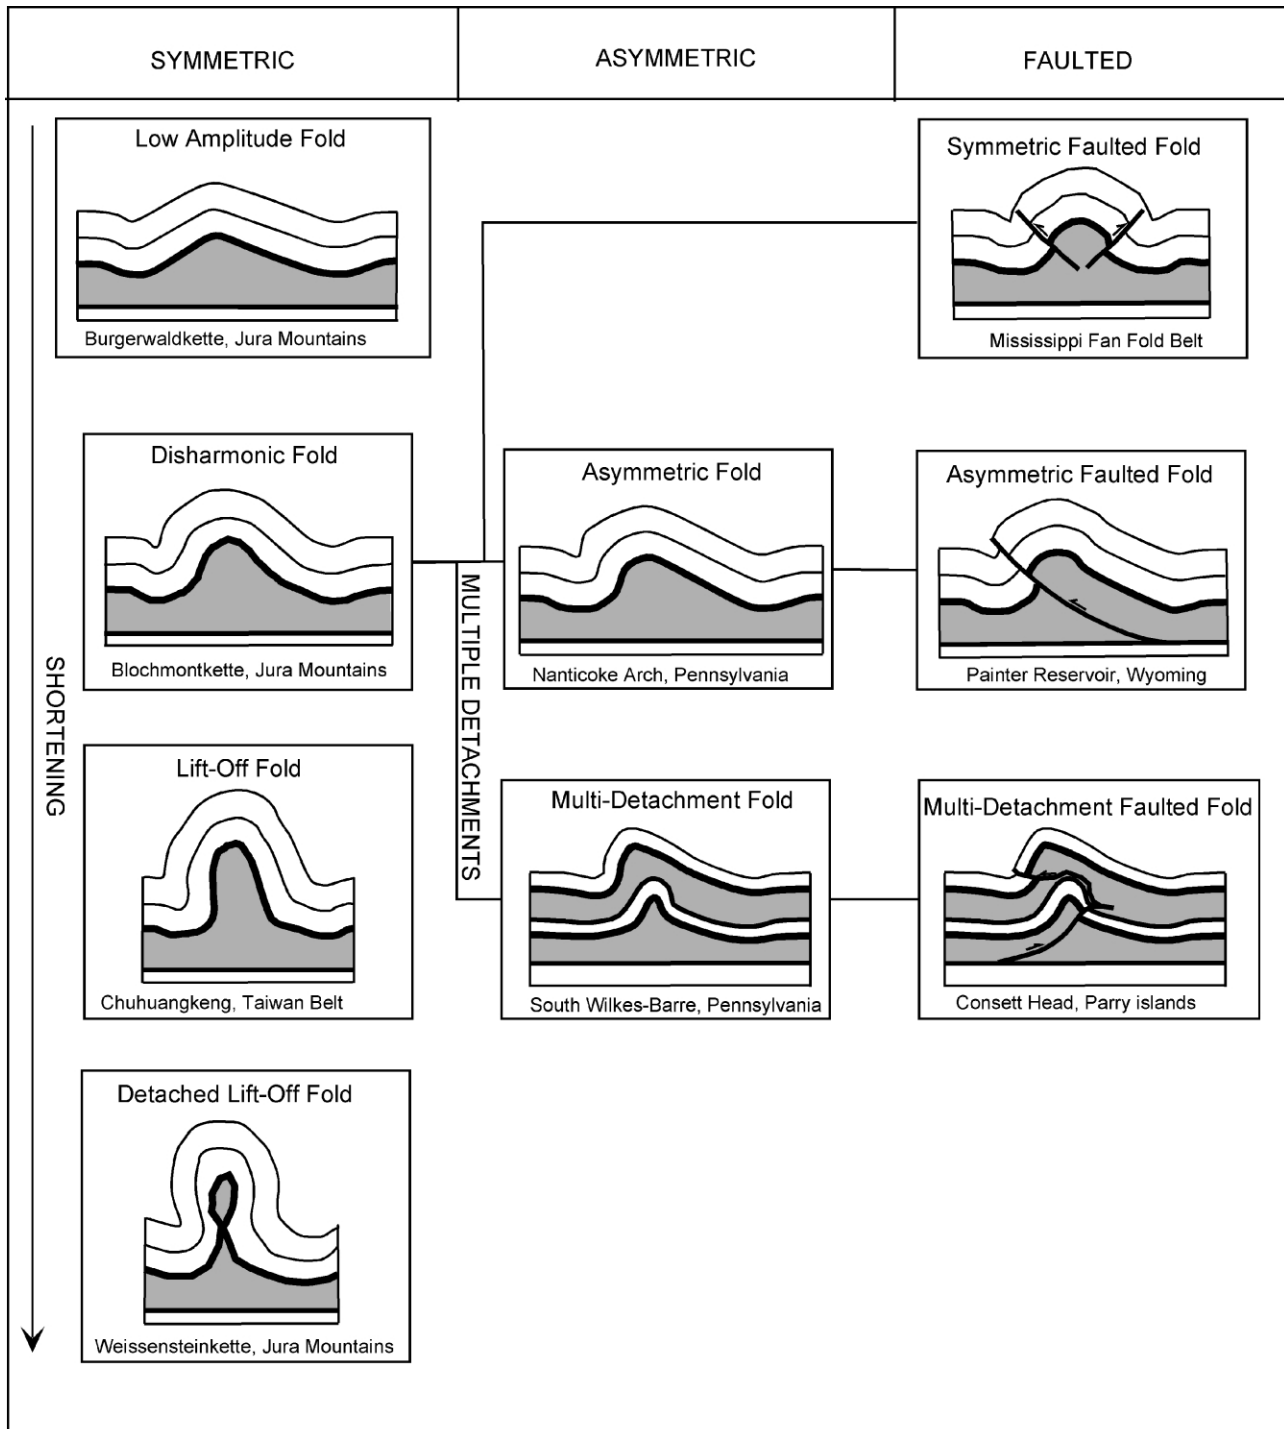 SYMMETRIC
ASYMMETRIC
FAULTED
Low Amplitude Fold
Burgerwaldkette, Jura Mountains
Symmetric Faulted Fold
Mississippi Fan Fold Belt
Disharmonic Fold
Blochmontkette, Jura Mountains
Asymmetric Fold
Nanticoke Arch, Pennsylvania
Asymmetric Faulted Fold
Painter Reservoir, Wyoming
SHORTENING
MULTIPLE DETACHMENTS
Lift-Off Fold
Chuhuangkeng, Taiwan Belt
Multi-Detachment Fold
South Wilkes-Barre, Pennsylvania
Multi-Detachment Faulted Fold
Consett Head, Parry islands
Detached Lift-Off Fold
Weissensteinkette, Jura Mountains